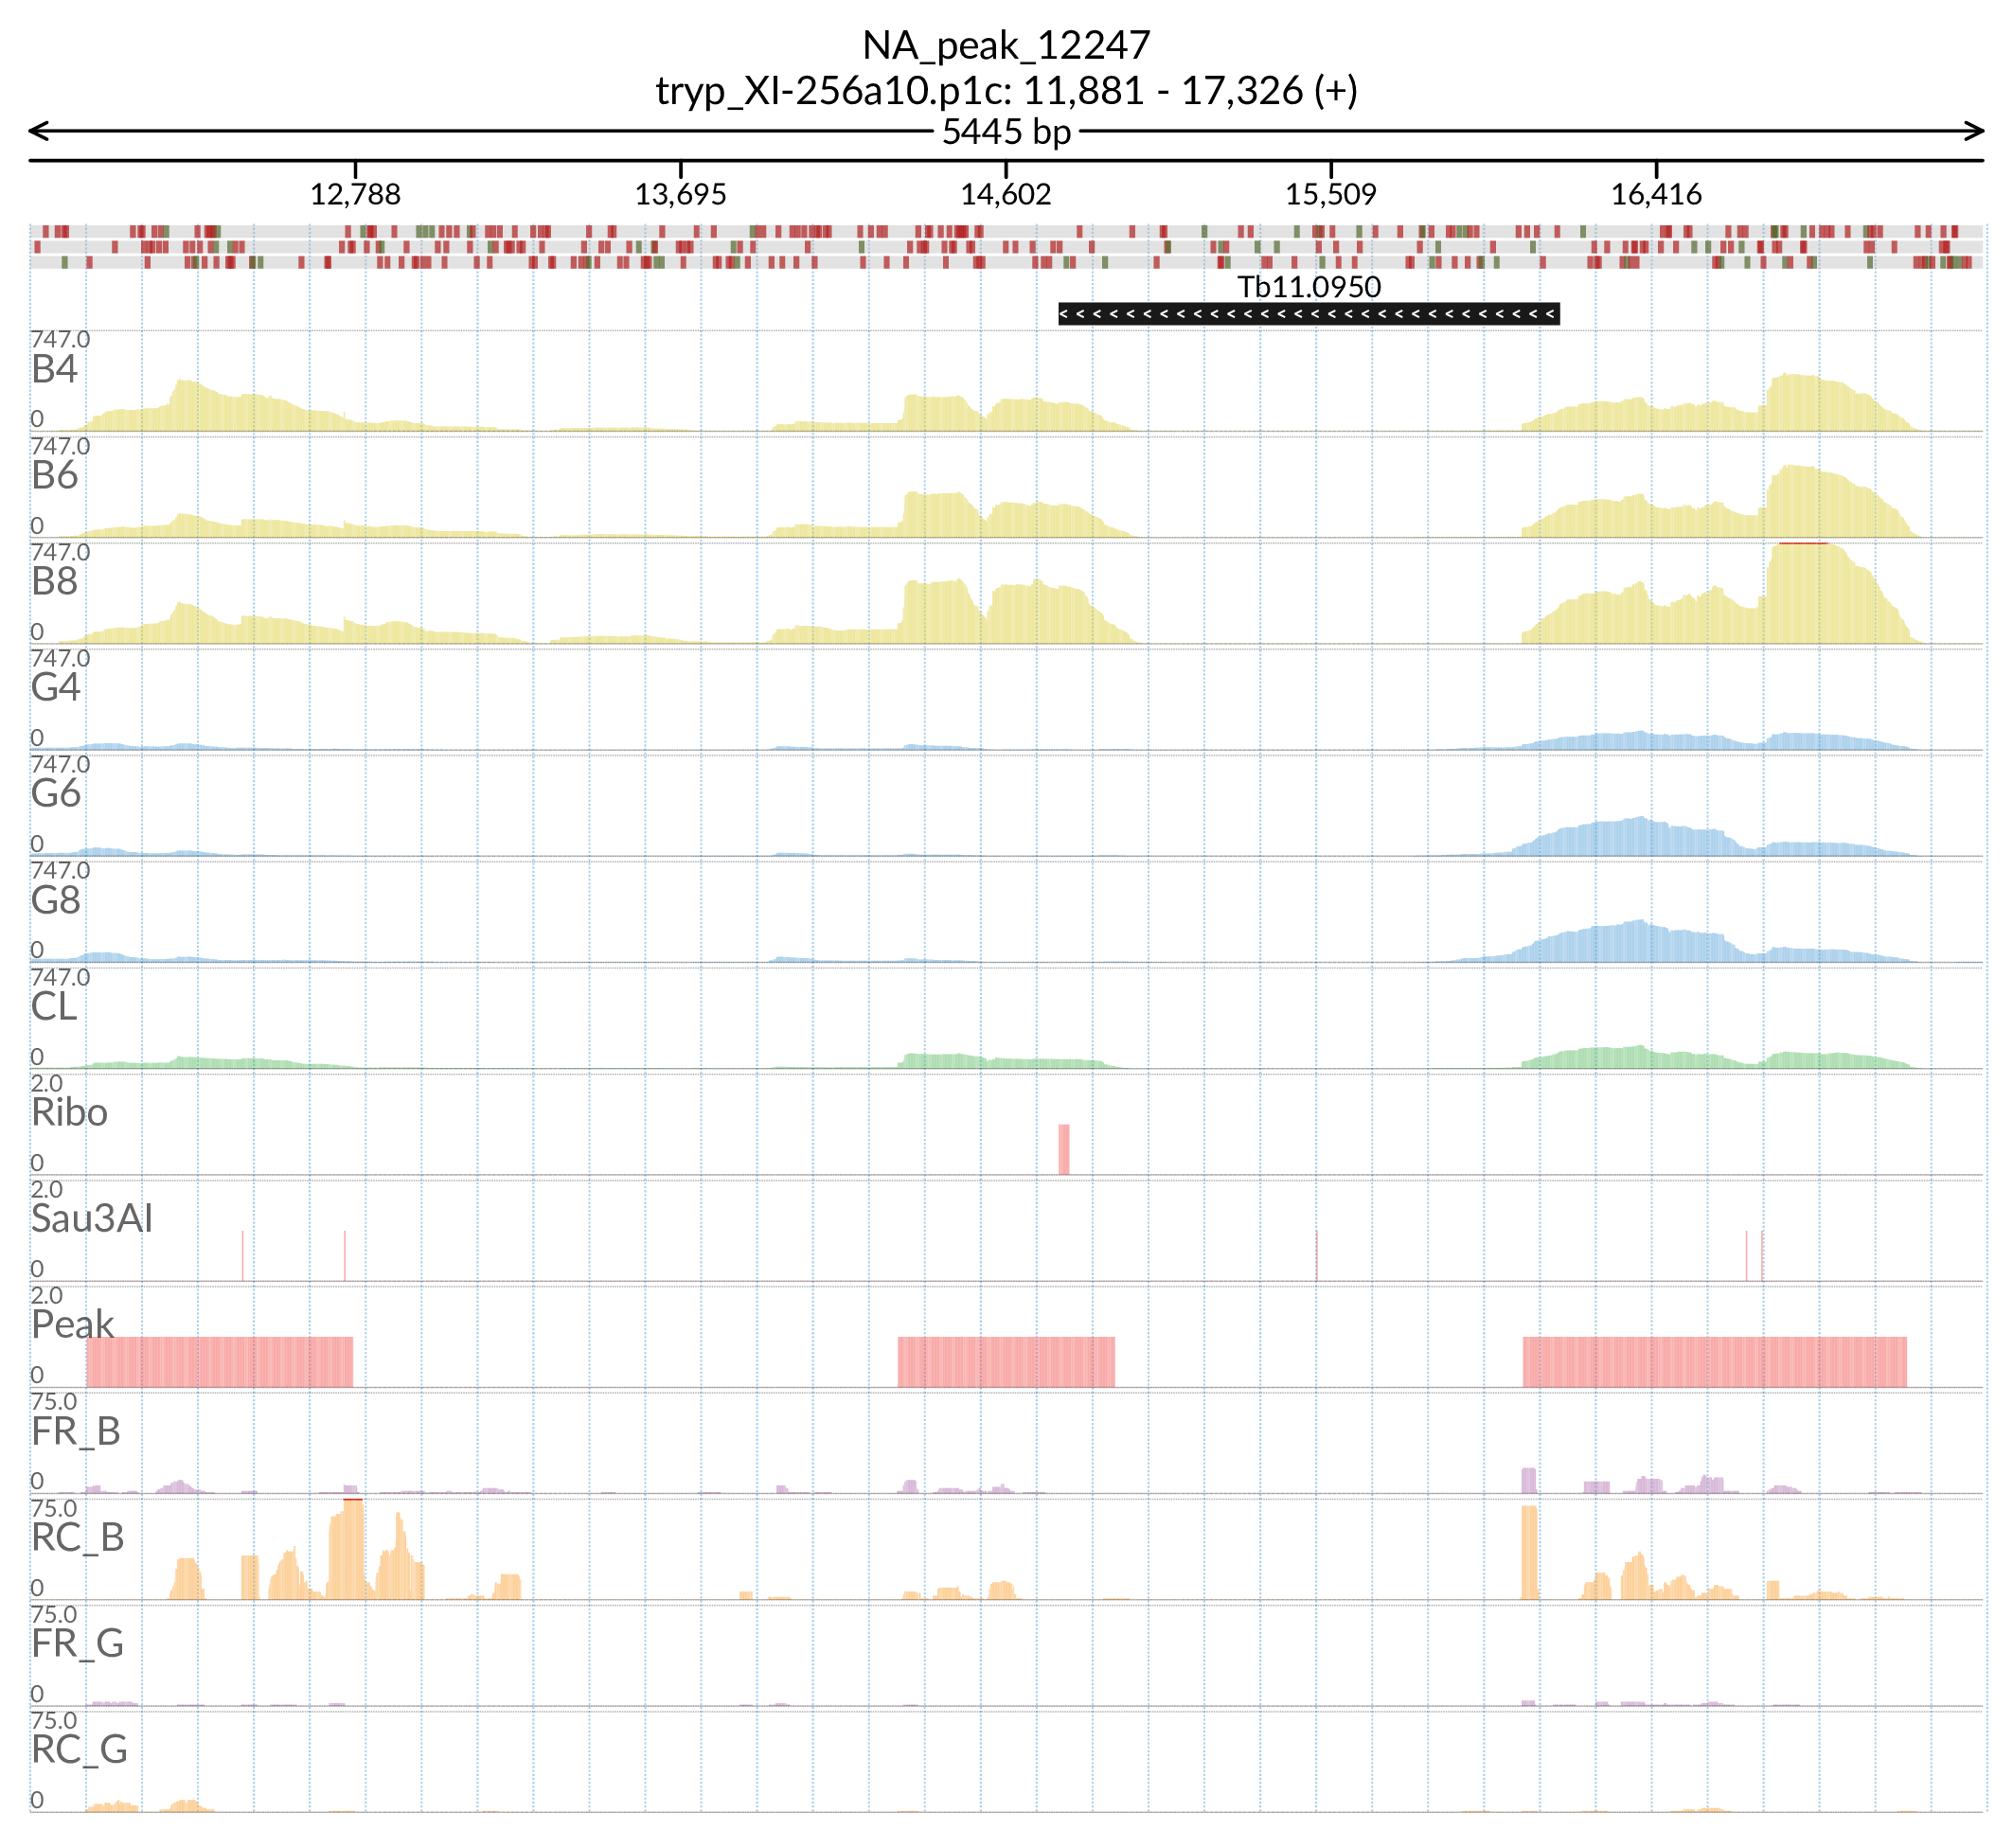 NA_peak_12247
tryp_XI-256a10.p1c: 11,881 - 17,326 (+)
5445 bp
12,788 13,695 14,602 15,509 16,416
Tb11.0950
747.0
B4
0
747.0
B6
0
747.0
B8
0
747.0
G4
0
747.0
G6
0
747.0
G8
0
747.0
CL
0
2.0
Ribo
0
2.0
Sau3AI
0
2.0
Peak
0
75.0
FR_B
0
75.0
RC_B
0
75.0
FR_G
0
75.0
RC_G
0